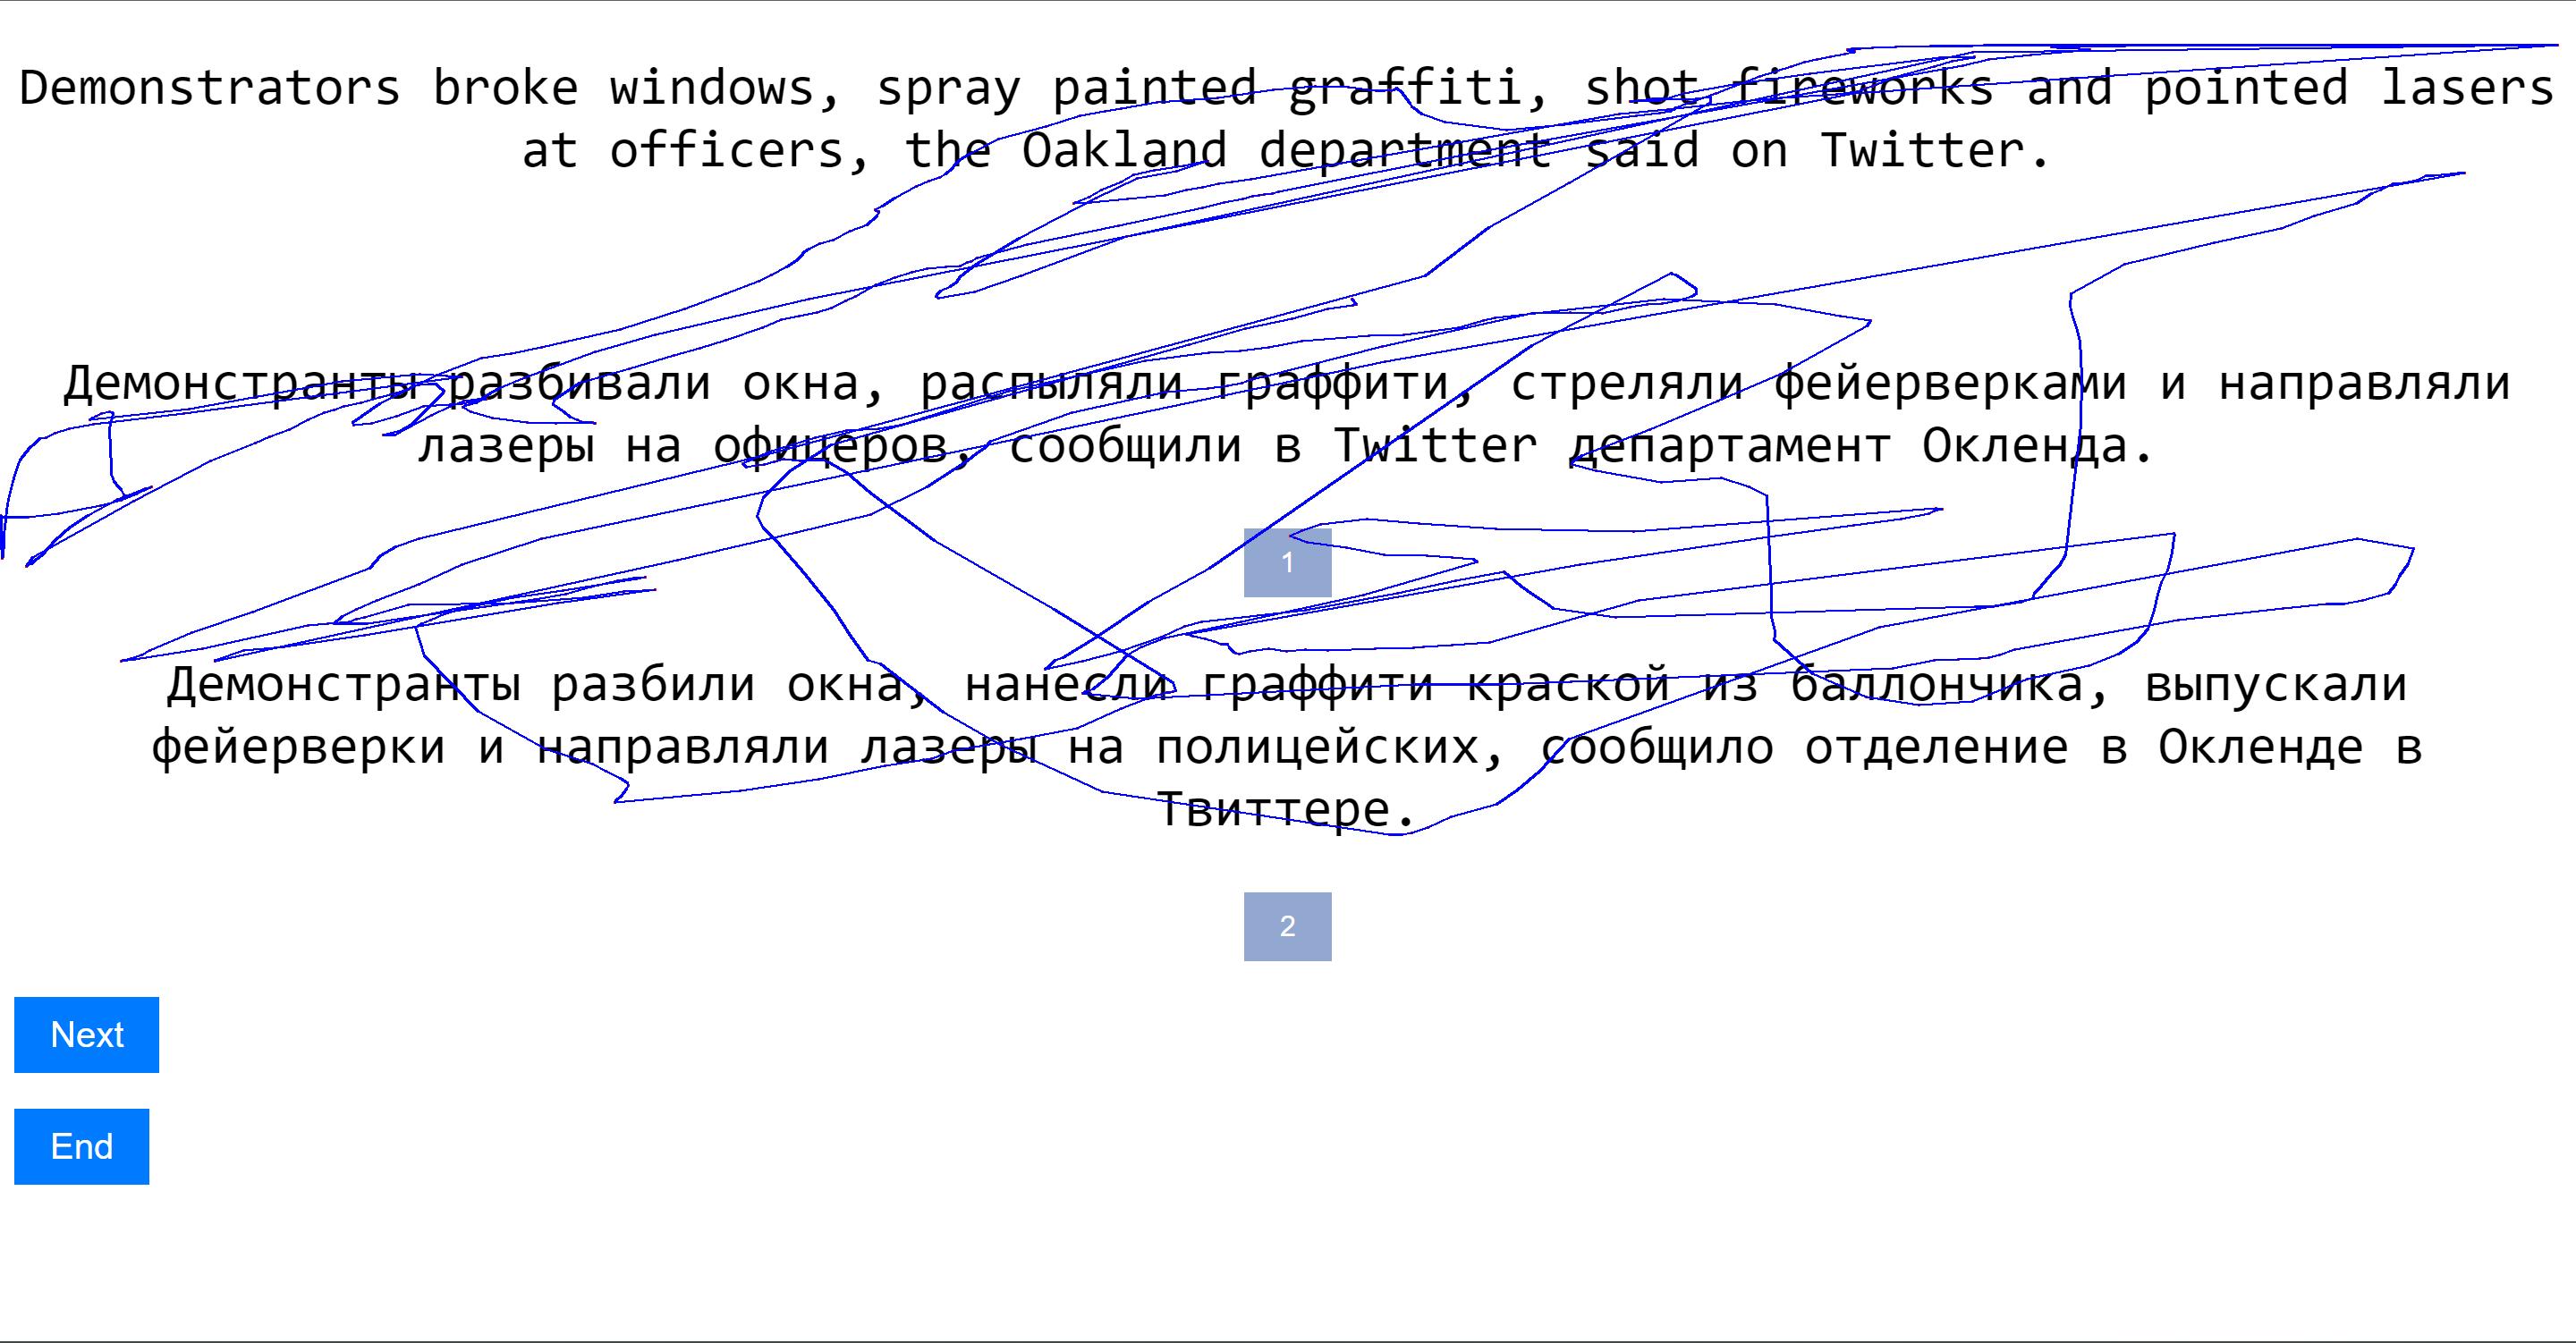 Demonstrators broke windows, spray painted graffiti, shot fireworks and pointed lasers
at officers, the Oakland department said on Twitter.
Демонстранты разбивали окна, распыляли граффити, стреляли фейерверками и направляли
лазеры на офицеров, сообщили в Twitter департамент Окленда.
1
Демонстранты разбили окна, нанесли граффити краской из баллончика, выпускали
фейерверки и направляли лазеры на полицейских, сообщило отделение в Окленде в
Твиттере.
2
Next
End